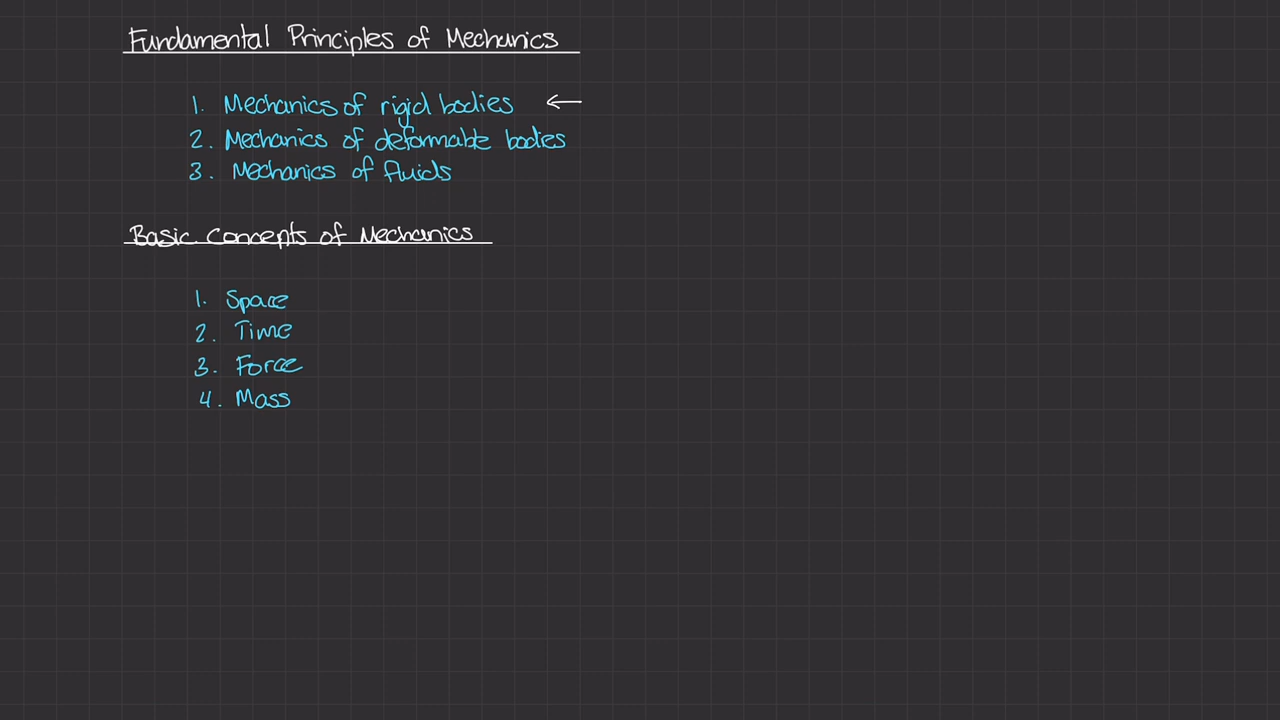 Fundamental Principles of Mechanics
1. Mechanics of rigid bodies ←
2. Mechanics of deformable bodies
3. Mechanics of fluids
Basic Concepts of Mechanics
1. Space
2. Time
3. Force
4. Mass